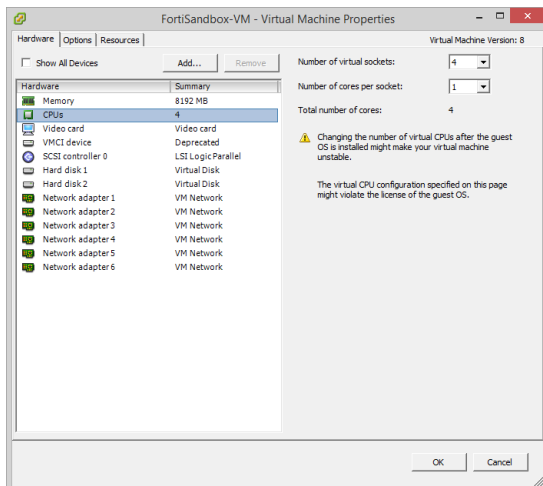 FortiSandbox-VM - Virtual Machine Properties
Hardware Options Resources
Virtual Machine Version: 8
Show All Devices
Add...
Remove
Hardware Summary
Memory 8192 MB
CPUs 4
Video card Video card
VMCI device Deprecated
SCSI controller 0 LSI Logic Parallel
Hard disk 1 Virtual Disk
Hard disk 2 Virtual Disk
Network adapter 1 VM Network
Network adapter 2 VM Network
Network adapter 3 VM Network
Network adapter 4 VM Network
Network adapter 5 VM Network
Network adapter 6 VM Network
Number of virtual sockets: 4
Number of cores per socket: 1
Total number of cores: 4
Changing the number of virtual CPUs after the guest
OS is installed might make your virtual machine
unstable.
The virtual CPU configuration specified on this page
might violate the license of the guest OS.
OK
Cancel